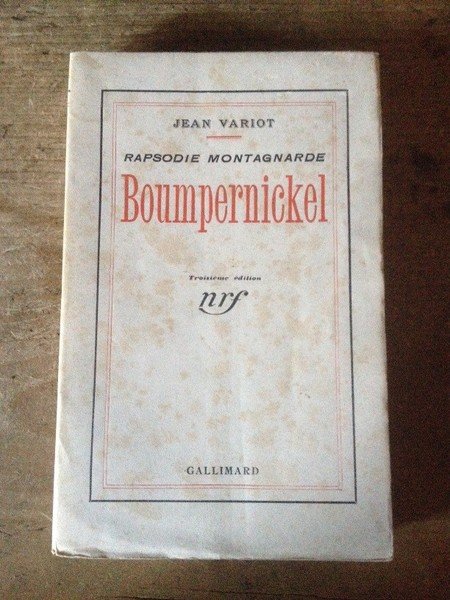 JEAN VARIOT
RAPSODIE MONTAGNARDE
Boumpernickel
Troisième édition
nrf
GALLIMARD